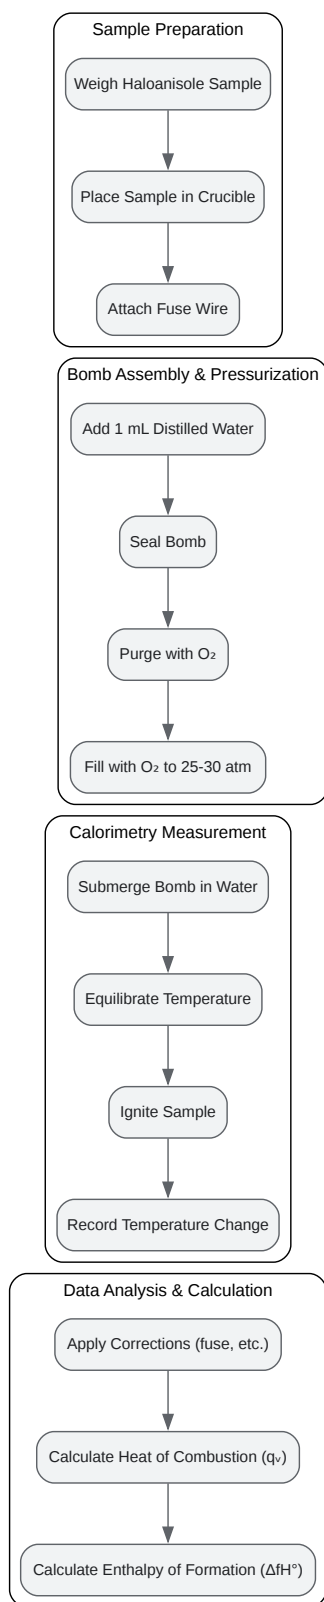 Sample Preparation
Weigh Haloanisole Sample
Place Sample in Crucible
Attach Fuse Wire
Bomb Assembly & Pressurization
Add 1 mL Distilled Water
Seal Bomb
Purge with O₂
Fill with O₂ to 25-30 atm
Calorimetry Measurement
Submerge Bomb in Water
Equilibrate Temperature
Ignite Sample
Record Temperature Change
Data Analysis & Calculation
Apply Corrections (fuse, etc.)
Calculate Heat of Combustion (qᵥ)
Calculate Enthalpy of Formation (ΔfH°)